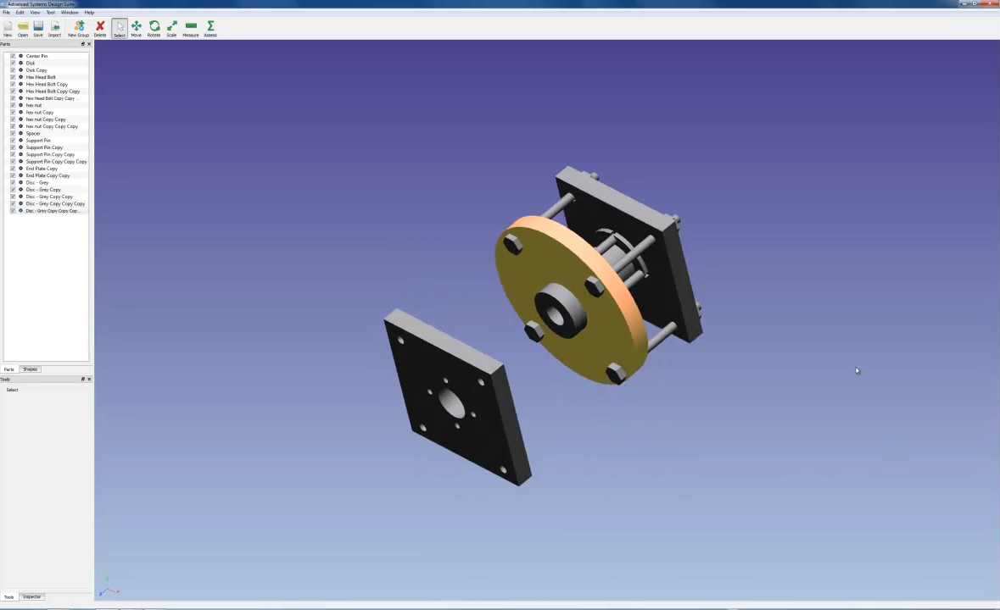 Advanced Systems Design Suite
File Edit View Tool Window Help
New Open Save Import New Group Delete Select Move Rotate Scale Measure Assess
Parts
Center Pin
Disk
Disk Copy
Hex Head Bolt
Hex Head Bolt Copy
Hex Head Bolt Copy Copy
Hex Head Bolt Copy Copy ...
hex nut
hex nut Copy
hex nut Copy Copy
hex nut Copy Copy Copy
Spacer
Support Pin
Support Pin Copy
Support Pin Copy Copy
Support Pin Copy Copy Copy
End Plate Copy
End Plate Copy Copy
Disc - Grey
Disc - Grey Copy
Disc - Grey Copy Copy
Disc - Grey Copy Copy Copy
Disc - Grey Copy Copy Cop...
Parts Shapes
Tools
Select
Tools Inspector